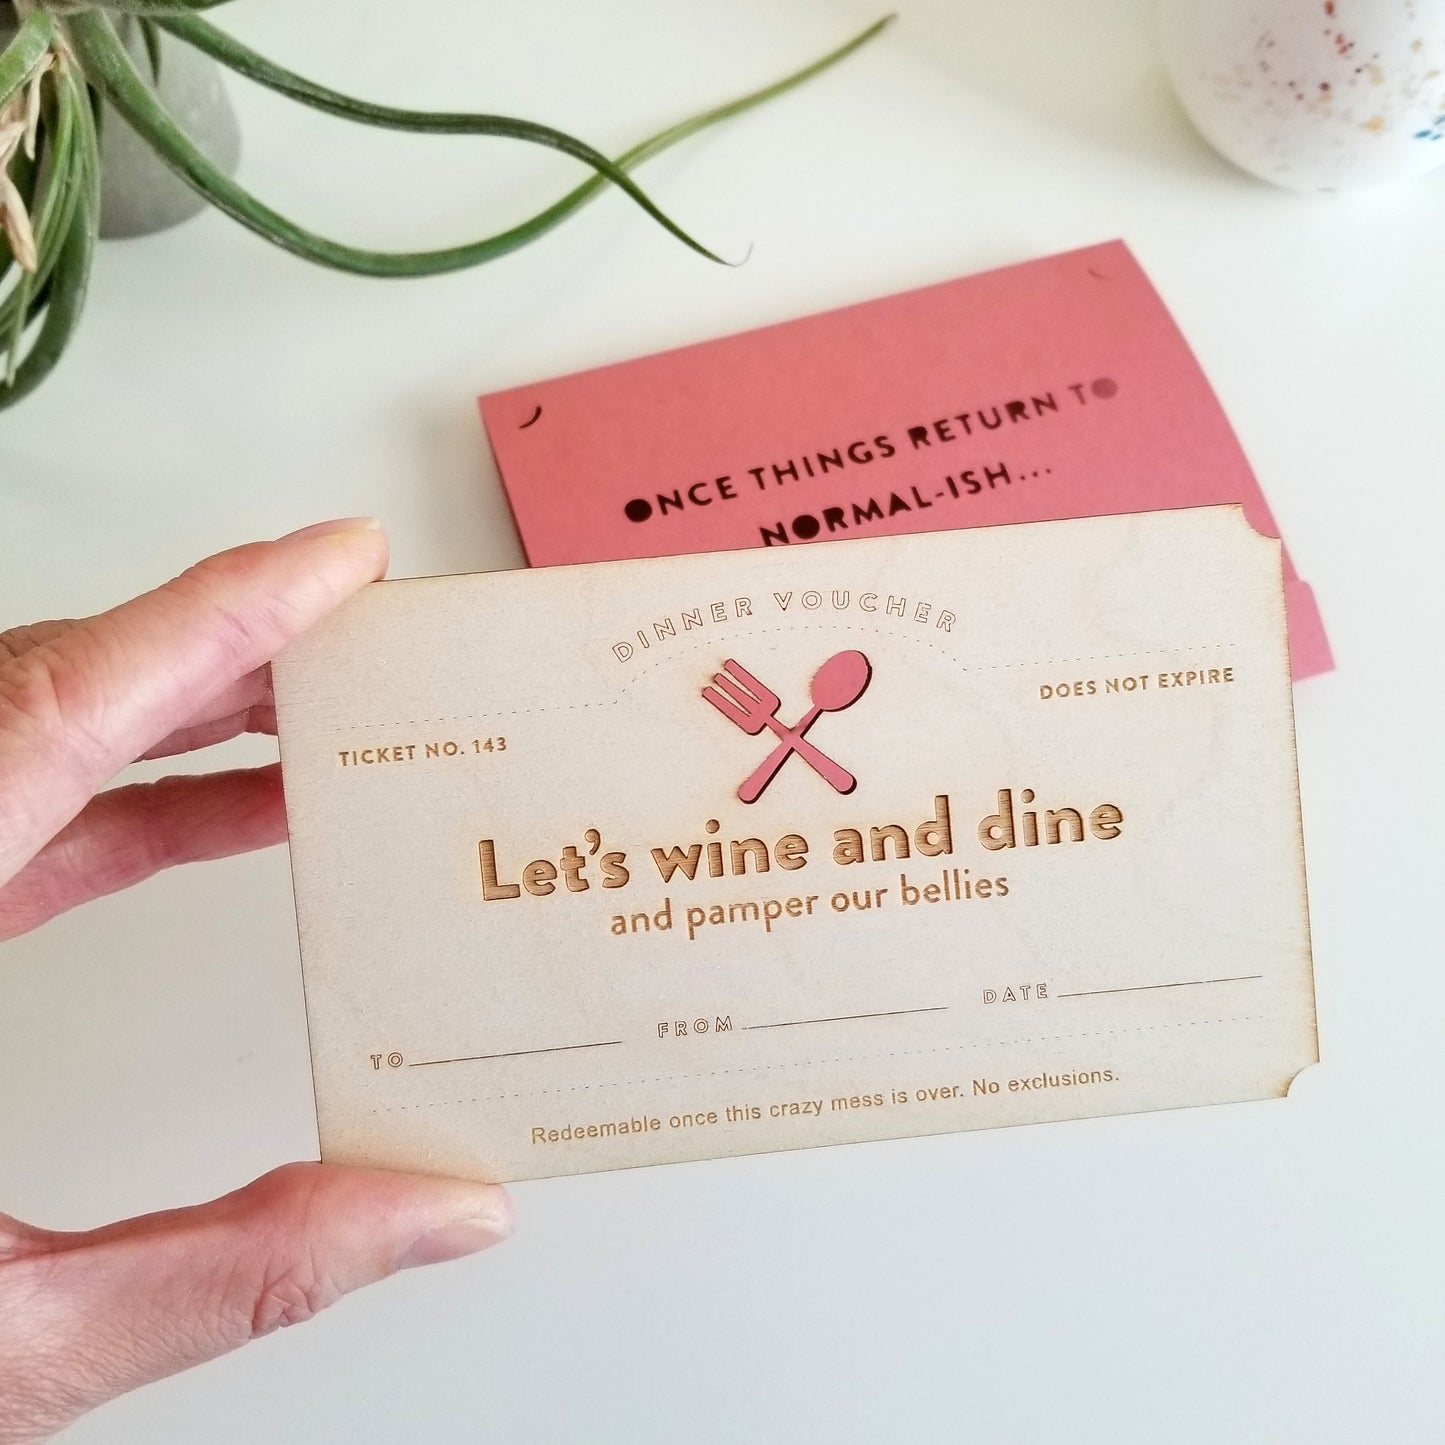 ONCE THINGS RETURN TO
NORMAL-ISH...
DINNER VOUCHER
DOES NOT EXPIRE
TICKET NO. 143
Let's wine and dine
and pamper our bellies
TO FROM DATE
Redeemable once this crazy mess is over. No exclusions.